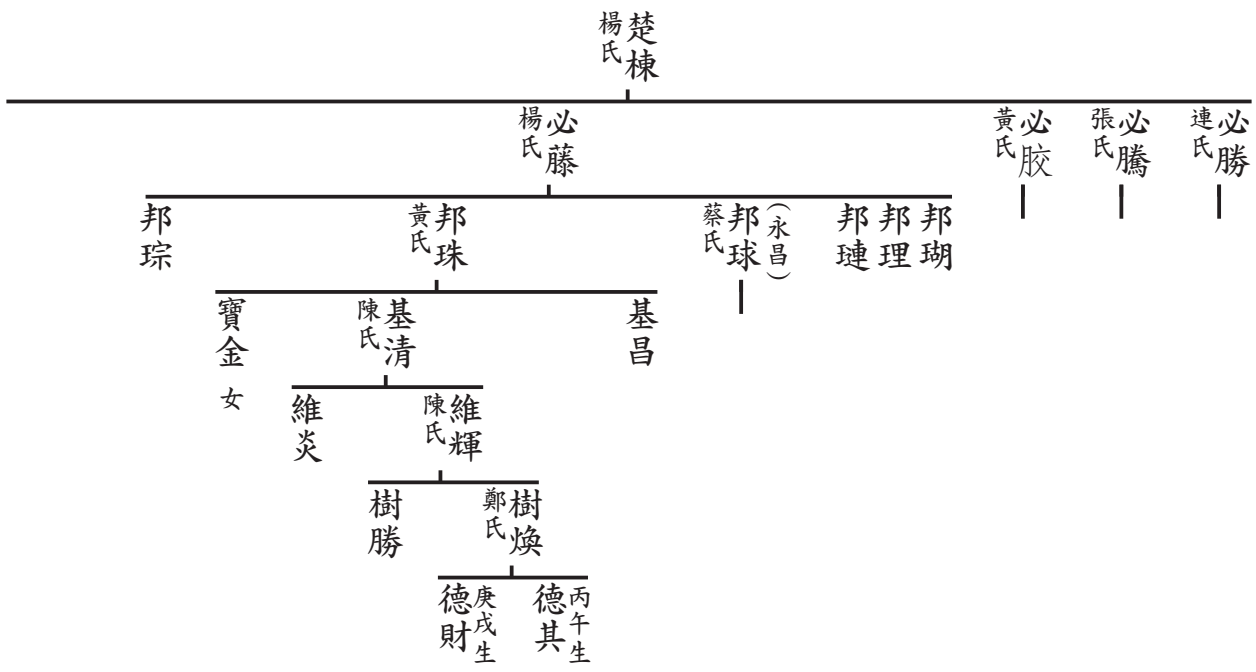 楚棟
楊氏
必勝
連氏
必騰
張氏
必胶
黃氏
必藤
楊氏
邦瑚
邦理
邦璉
(永昌)
邦球
蔡氏
邦珠
黃氏
邦琮
基昌
基清
陳氏
寶金 女
維輝
陳氏
維炎
樹煥
鄭氏
樹勝
丙午生
德其
庚戌生
德財